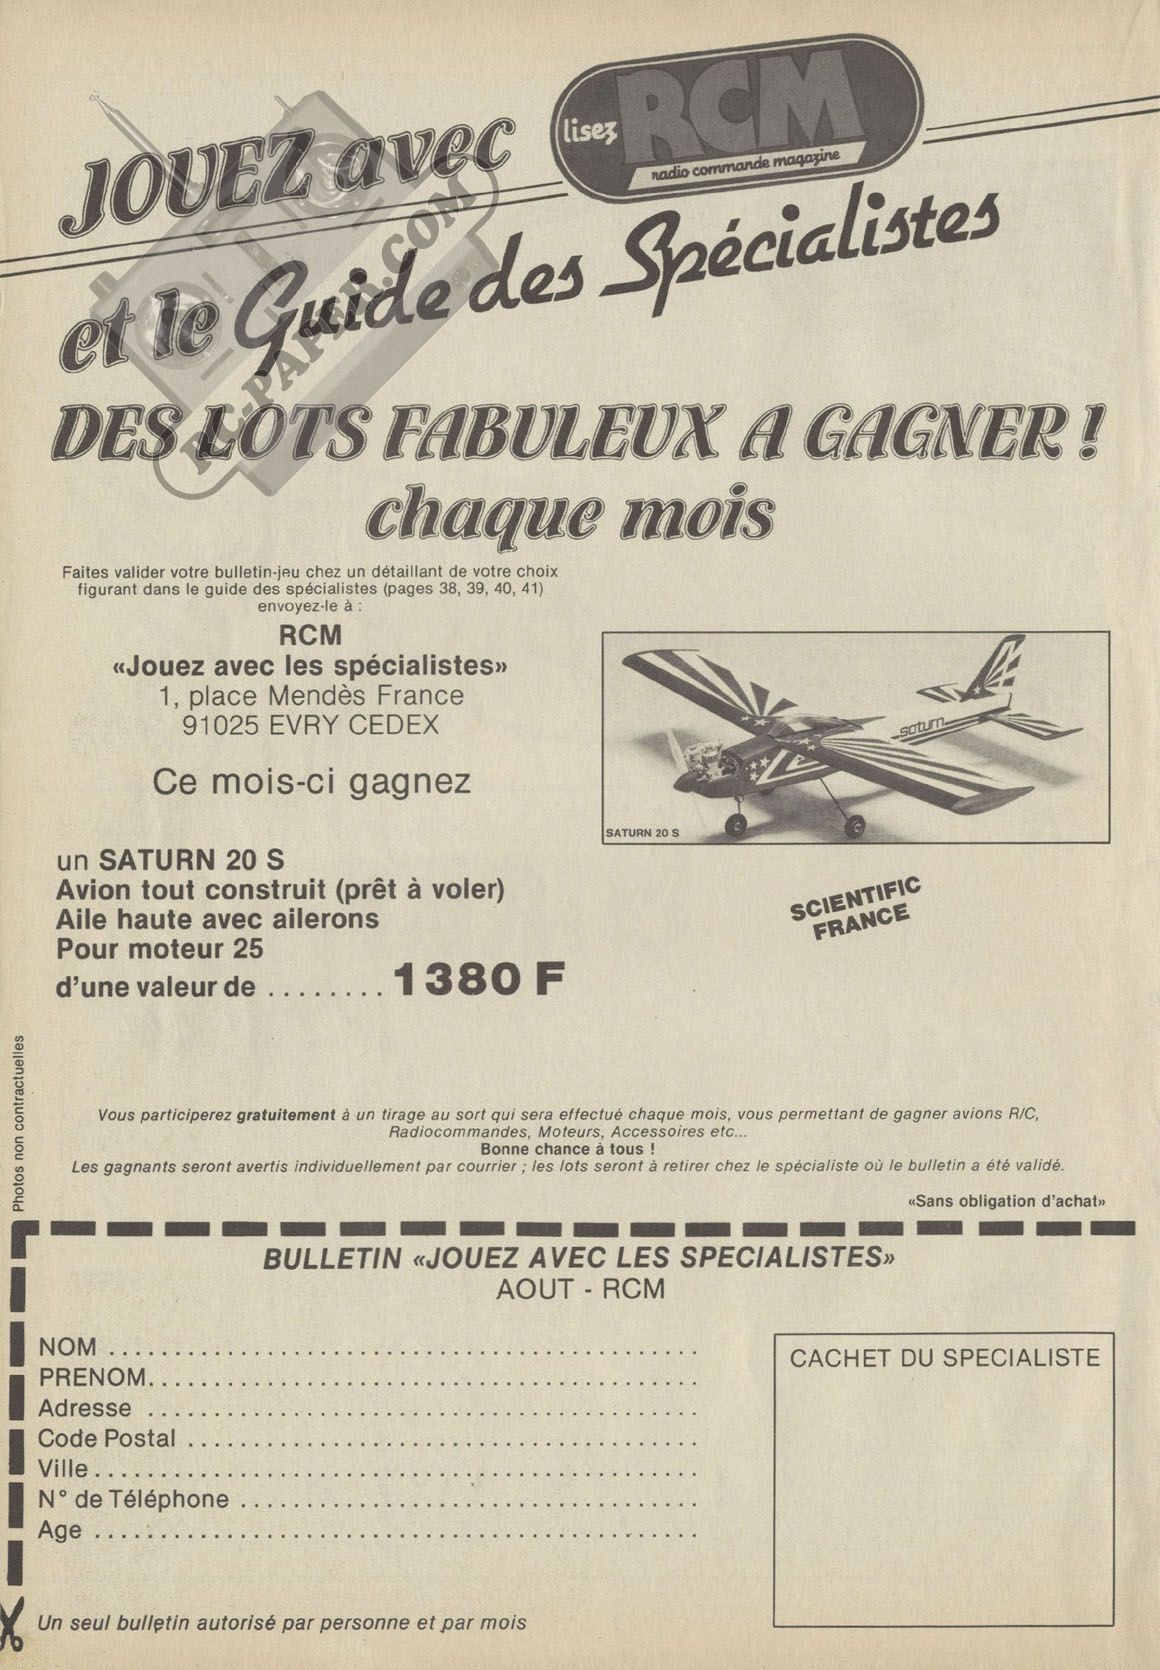 JOUEZ avec
lisez
RCM
radio commande magazine
et le Guide des Spécialistes
RC-PAPER.COM
DES LOTS FABULEUX A GAGNER !
chaque mois
Faites valider votre bulletin-jeu chez un détaillant de votre choix
figurant dans le guide des spécialistes (pages 38, 39, 40, 41)
envoyez-le à :
RCM
«Jouez avec les spécialistes»
1, place Mendès France
91025 EVRY CEDEX
Ce mois-ci gagnez
saturn
SATURN 20 S
un SATURN 20 S
Avion tout construit (prêt à voler)
Aile haute avec ailerons
Pour moteur 25
d'une valeur de ........ 1380 F
SCIENTIFIC
FRANCE
Photos non contractuelles
Vous participerez gratuitement à un tirage au sort qui sera effectué chaque mois, vous permettant de gagner avions R/C,
Radiocommandes, Moteurs, Accessoires etc...
Bonne chance à tous !
Les gagnants seront avertis individuellement par courrier ; les lots seront à retirer chez le spécialiste où le bulletin a été validé.
«Sans obligation d'achat»
BULLETIN «JOUEZ AVEC LES SPECIALISTES»
AOUT - RCM
NOM
PRENOM
Adresse
Code Postal
Ville
N° de Téléphone
Age
CACHET DU SPECIALISTE
Un seul bulletin autorisé par personne et par mois